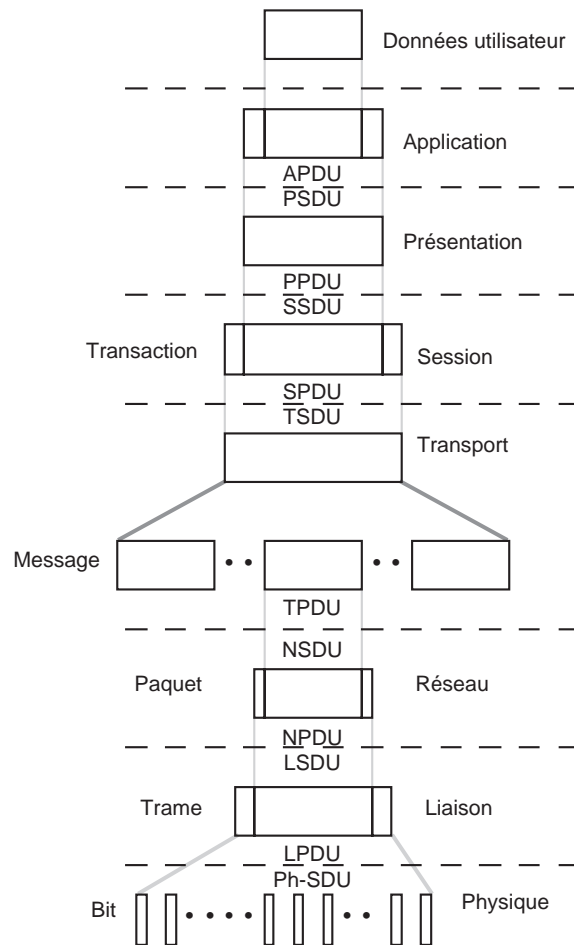 Données utilisateur
Application
APDU
PSDU
Présentation
PPDU
SSDU
Transaction
Session
SPDU
TSDU
Transport
Message
TPDU
NSDU
Paquet
Réseau
NPDU
LSDU
Trame
Liaison
LPDU
Ph-SDU
Bit
Physique